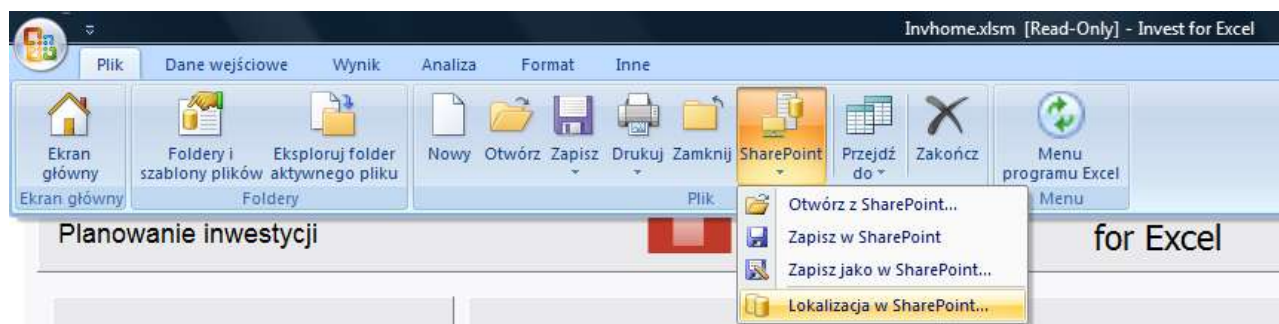 Invhome.xlsm [Read-Only] - Invest for Excel
Plik Dane wejściowe Wynik Analiza Format Inne
Ekran główny
Foldery i szablony plików
Eksploruj folder aktywnego pliku
Nowy
Otwórz
Zapisz
Drukuj
Zamknij
SharePoint
Przejdź do
Zakończ
Menu programu Excel
Ekran główny
Foldery
Plik
Menu
Otwórz z SharePoint...
Zapisz w SharePoint
Zapisz jako w SharePoint...
Lokalizacja w SharePoint...
Planowanie inwestycji
for Excel